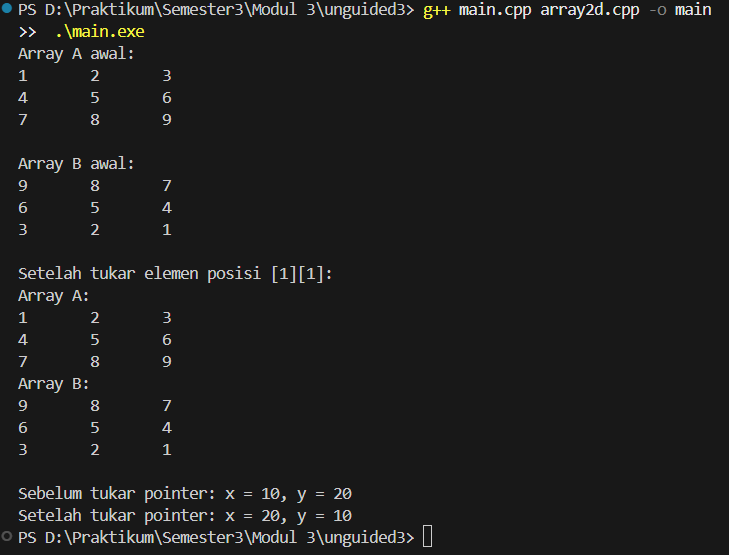 PS D:\Praktikum\Semester3\Modul 3\unguided3> g++ main.cpp array2d.cpp -o main
>>  .\main.exe
Array A awal:
1       2       3
4       5       6
7       8       9

Array B awal:
9       8       7
6       5       4
3       2       1

Setelah tukar elemen posisi [1][1]:
Array A:
1       2       3
4       5       6
7       8       9
Array B:
9       8       7
6       5       4
3       2       1

Sebelum tukar pointer: x = 10, y = 20
Setelah tukar pointer: x = 20, y = 10
PS D:\Praktikum\Semester3\Modul 3\unguided3>